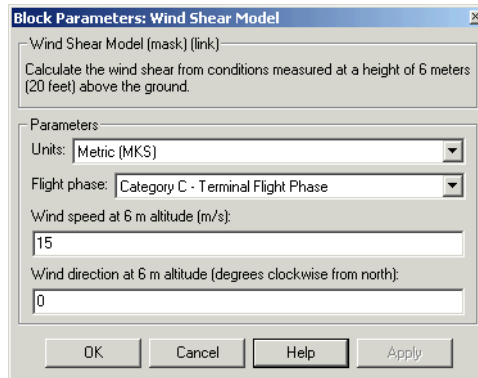 Block Parameters: Wind Shear Model
Wind Shear Model (mask) (link)
Calculate the wind shear from conditions measured at a height of 6 meters
(20 feet) above the ground.
Parameters
Units: Metric (MKS)
Flight phase: Category C - Terminal Flight Phase
Wind speed at 6 m altitude (m/s):
15
Wind direction at 6 m altitude (degrees clockwise from north):
0
OK Cancel Help Apply